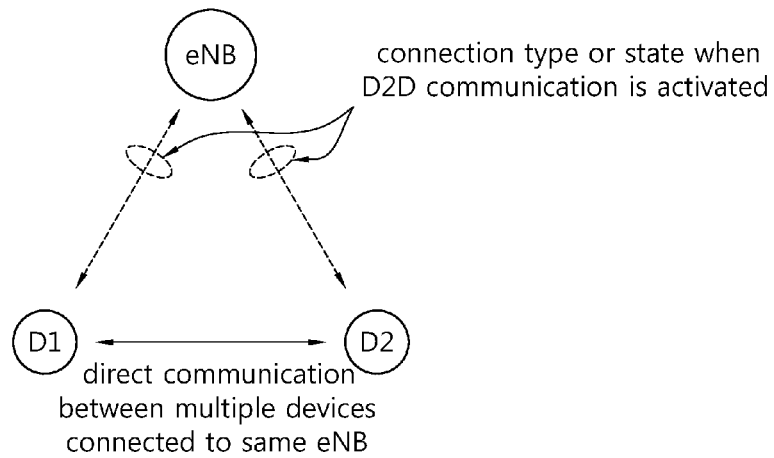 eNB
connection type or state when
D2D communication is activated
D1
D2
direct communication
between multiple devices
connected to same eNB